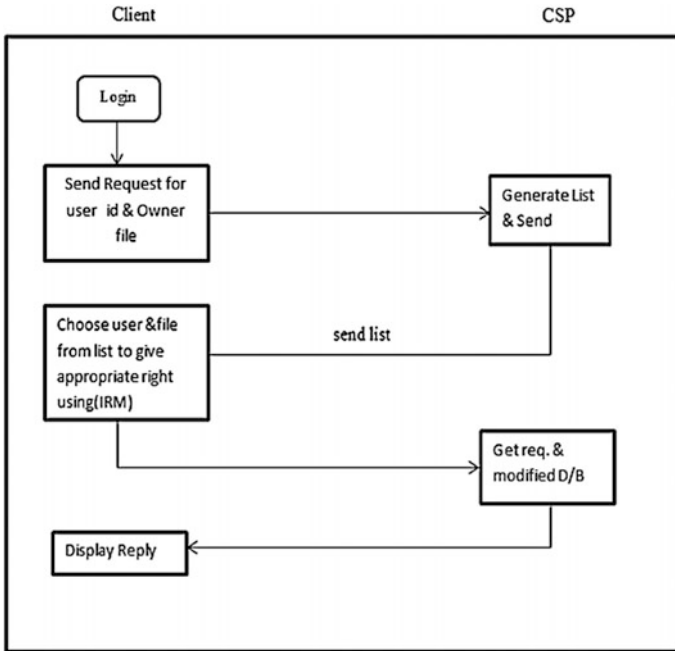 Client
CSP
Login
Send Request for
user id & Owner
file
Generate List
& Send
Choose user &file
from list to give
appropriate right
using(IRM)
send list
Get req. &
modified D/B
Display Reply